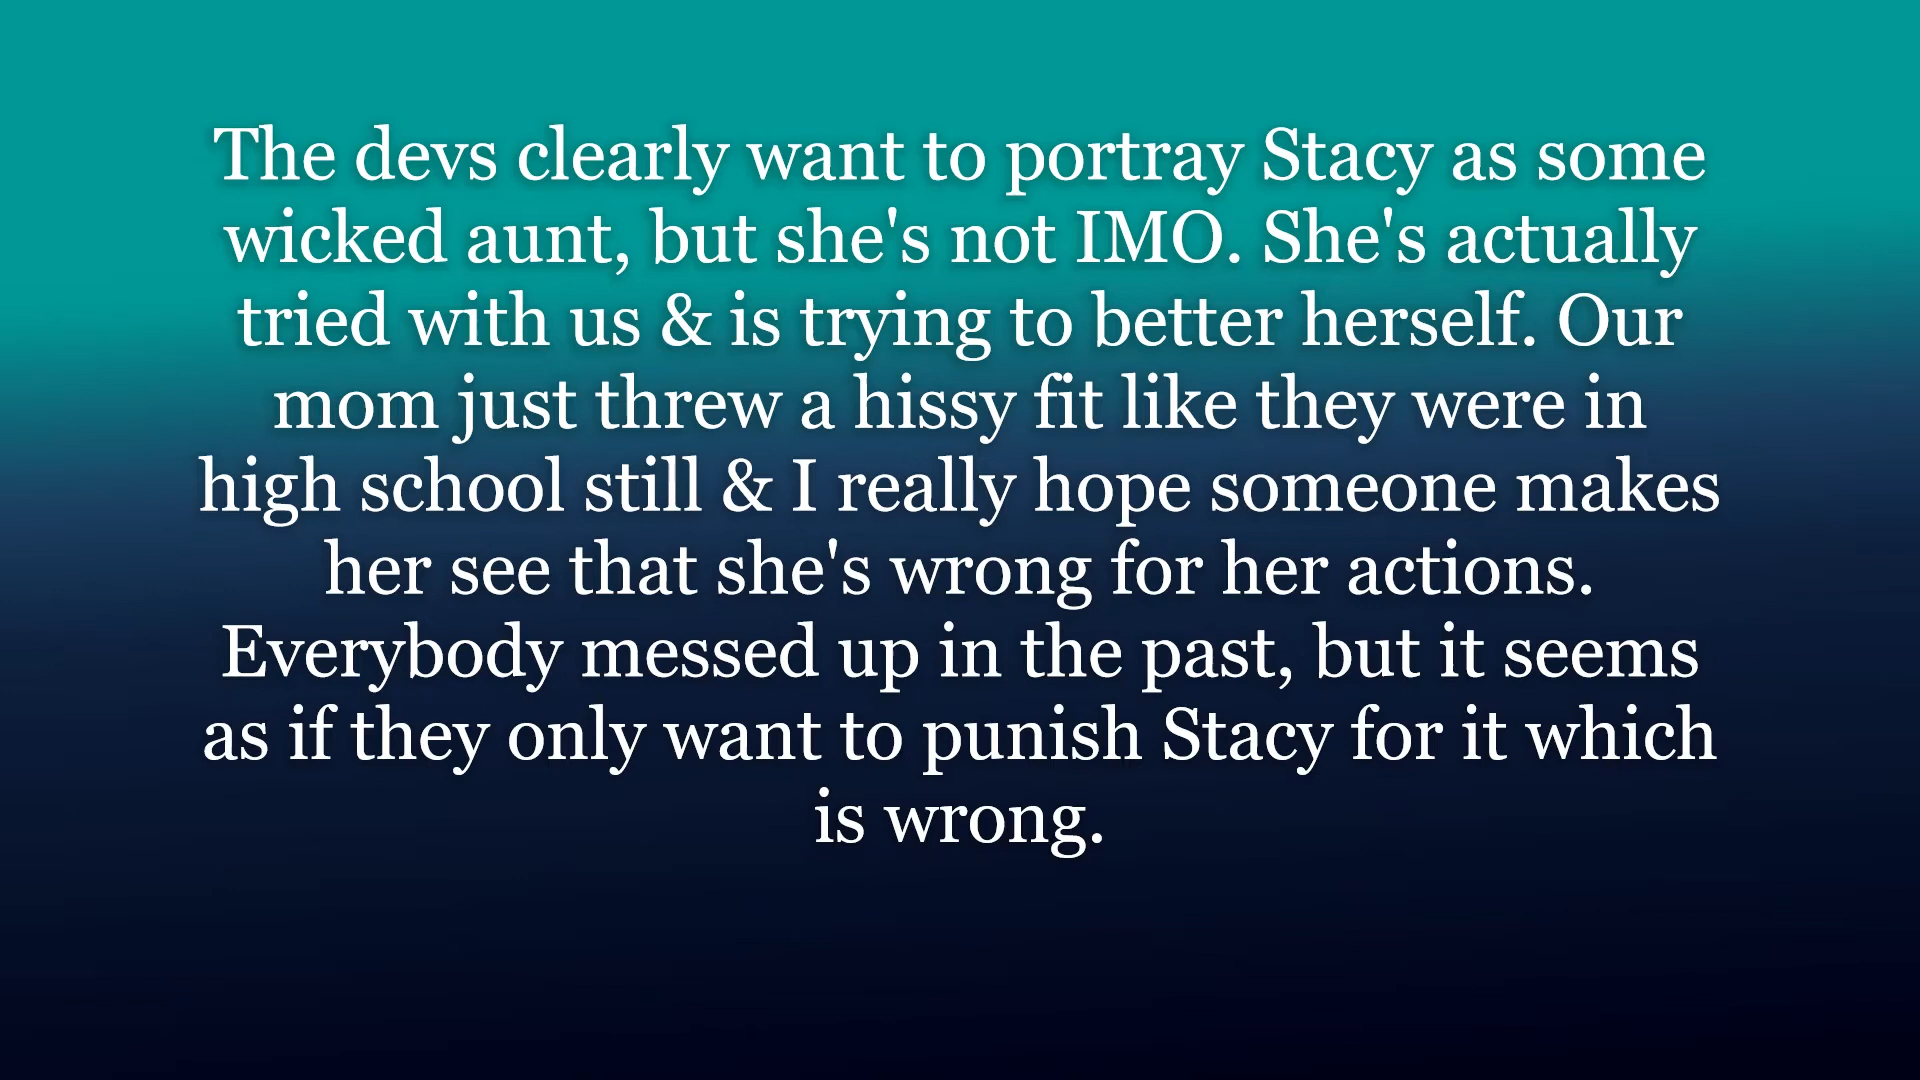 The devs clearly want to portray Stacy as some
wicked aunt, but she's not IMO. She's actually
tried with us & is trying to better herself. Our
mom just threw a hissy fit like they were in
high school still & I really hope someone makes
her see that she's wrong for her actions.
Everybody messed up in the past, but it seems
as if they only want to punish Stacy for it which
is wrong.